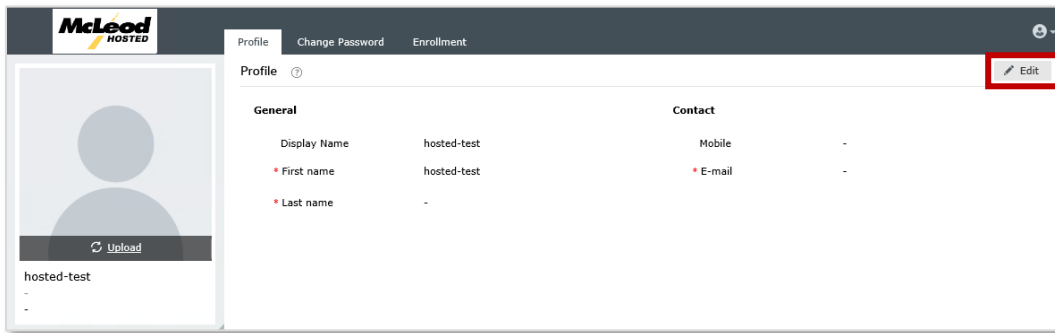 McLeod
HOSTED
Profile Change Password Enrollment
Profile ? Edit
General Contact
Display Name hosted-test Mobile -
* First name hosted-test * E-mail -
* Last name -
Upload
hosted-test
-
-